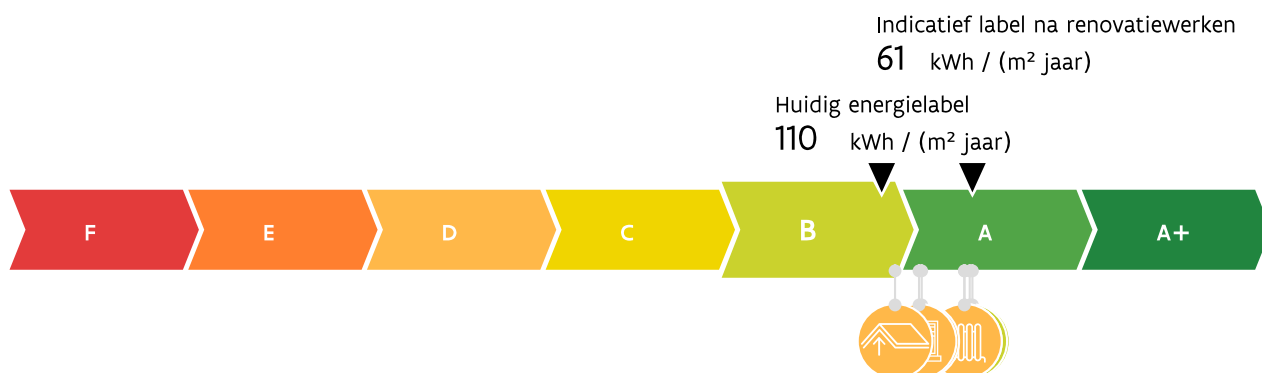 Indicatief label na renovatiewerken
61 kWh / (m² jaar)
Huidig energielabel
110 kWh / (m² jaar)
F E D C B A A+